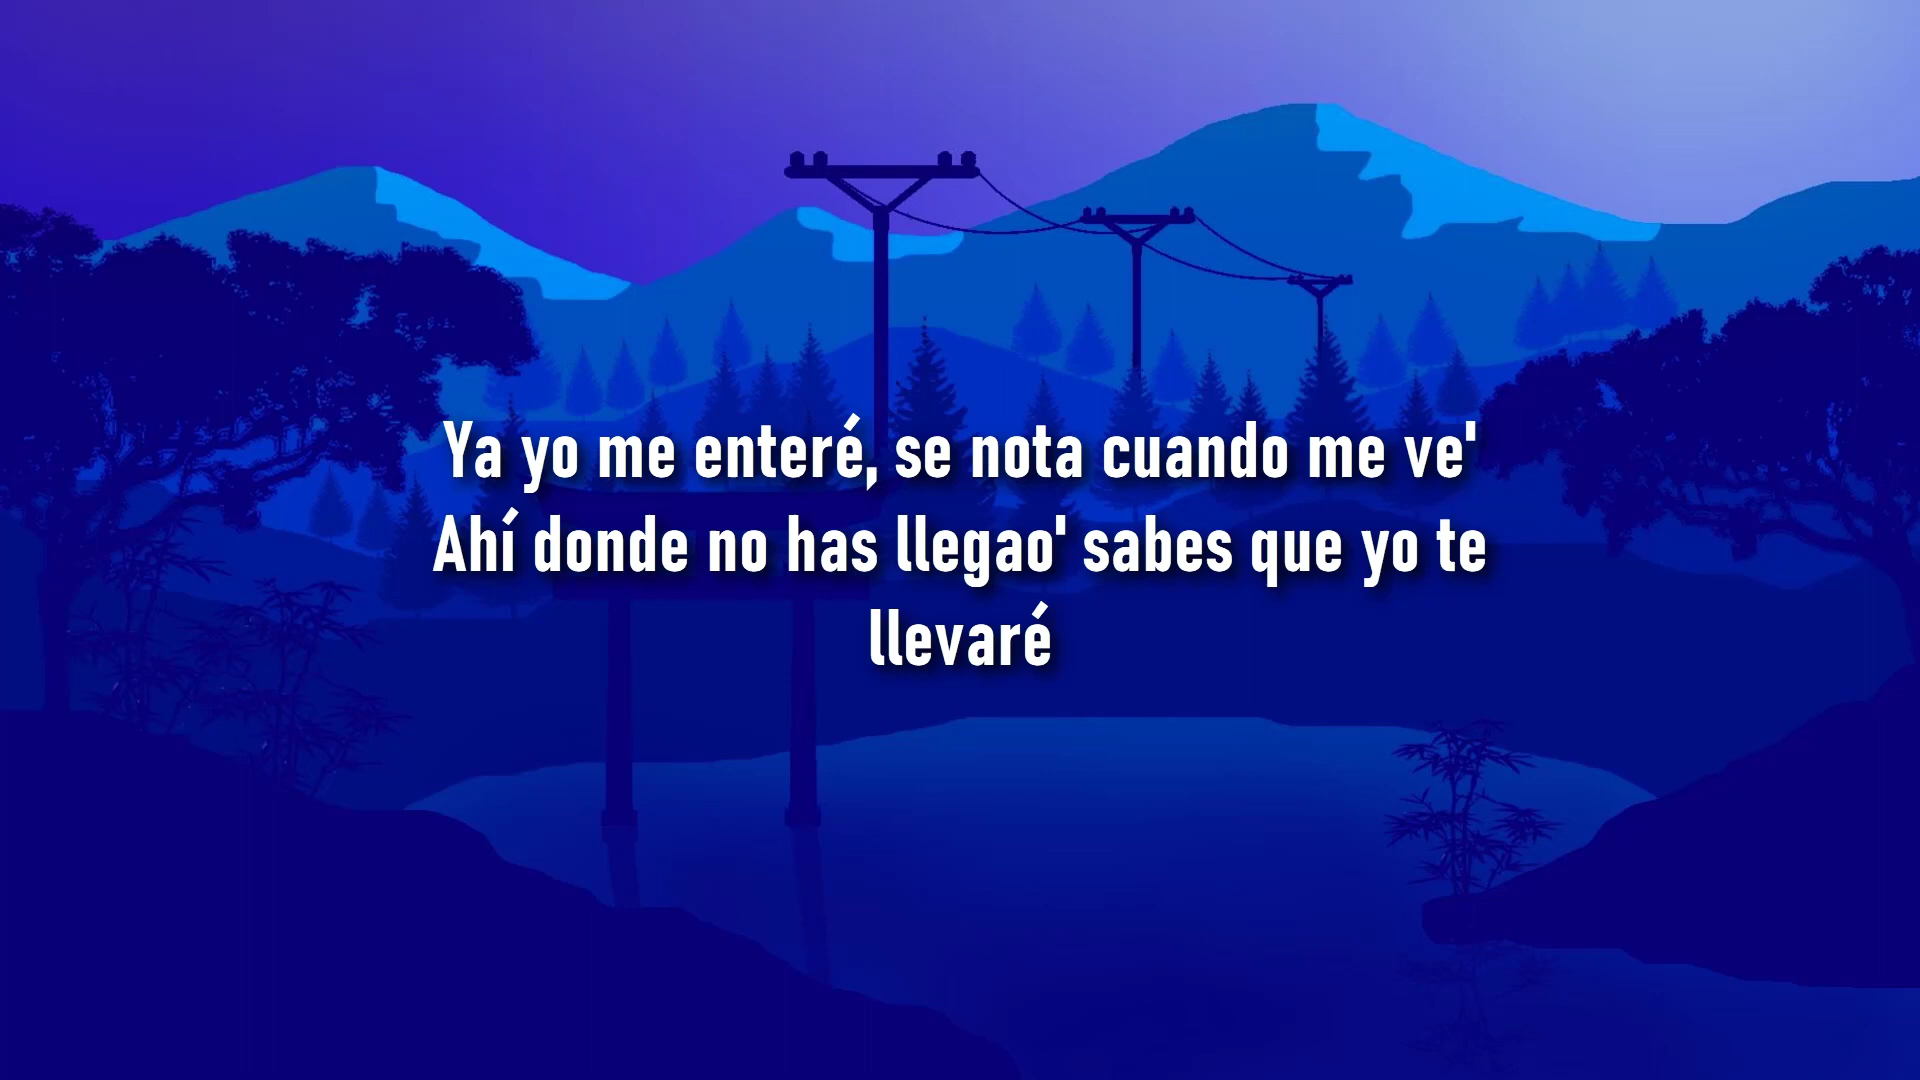 Ya yo me enteré, se nota cuando me ve'
Ahí donde no has llegao' sabes que yo te
llevaré